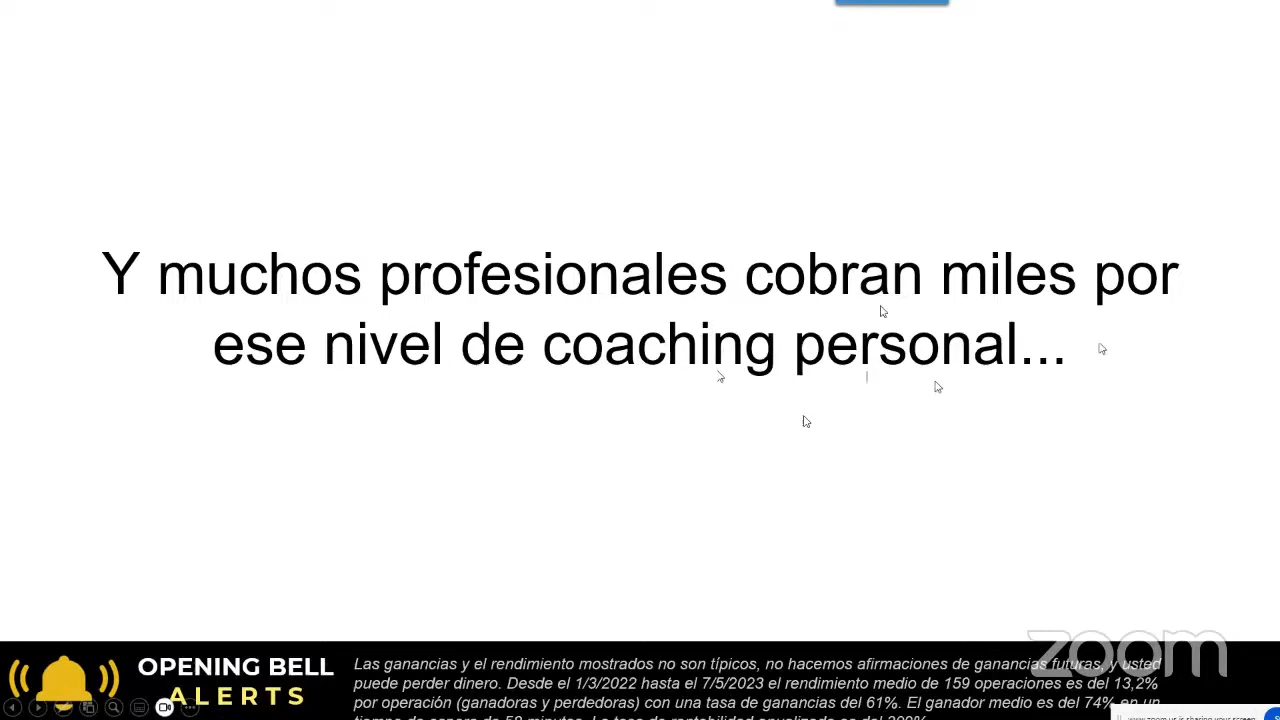 Y muchos profesionales cobran miles por
ese nivel de coaching personal...
zoom
OPENING BELL
ALERTS
Las ganancias y el rendimiento mostrados no son típicos, no hacemos afirmaciones de ganancias futuras, y usted
puede perder dinero. Desde el 1/3/2022 hasta el 7/5/2023 el rendimiento medio de 159 operaciones es del 13,2%
por operación (ganadoras y perdedoras) con una tasa de ganancias del 61%. El ganador medio es del 74% en un